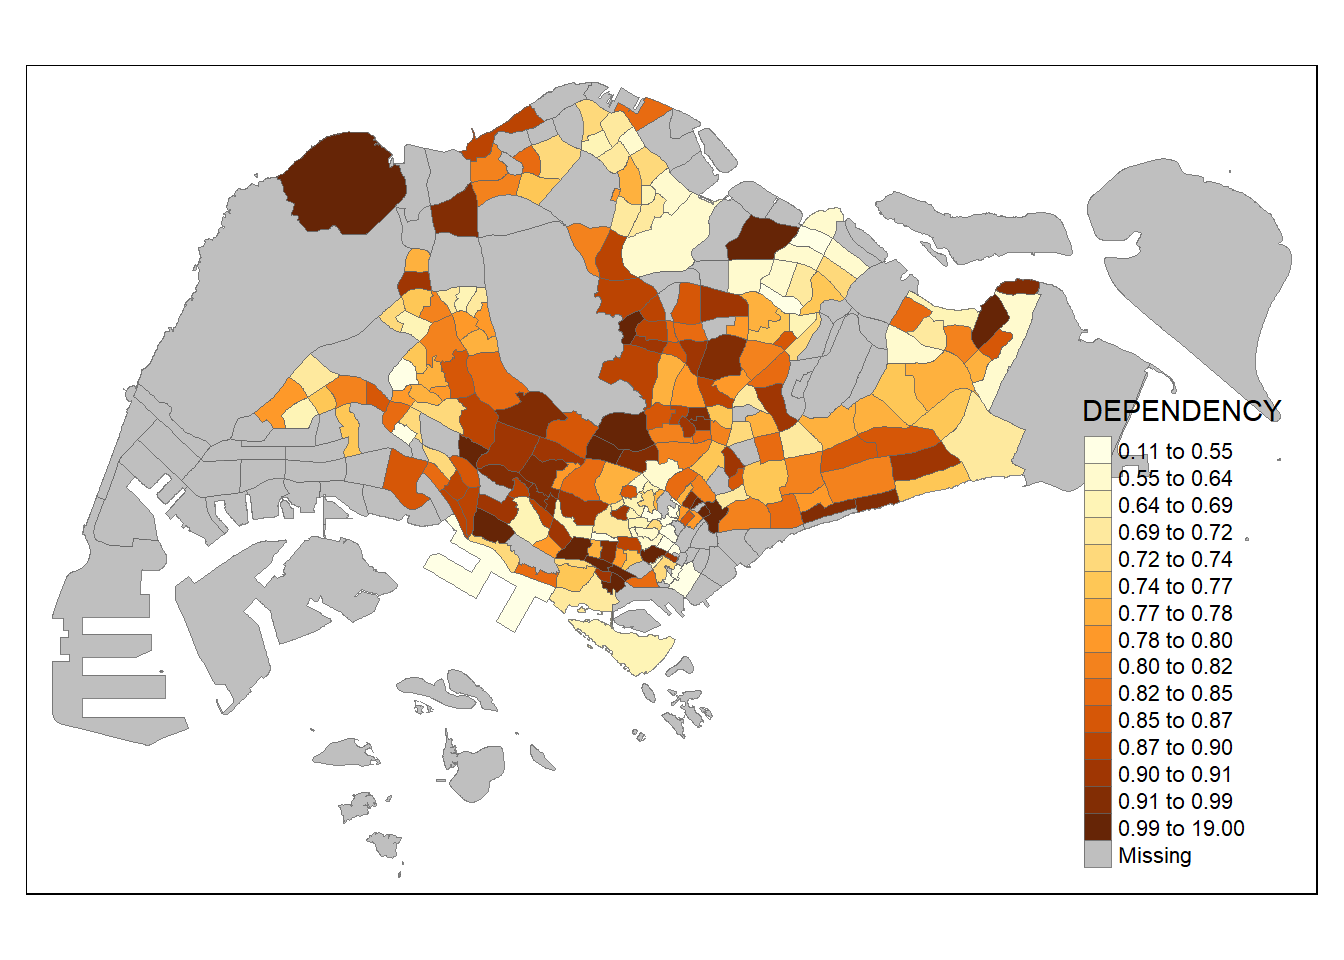 DEPENDENCY
0.11 to 0.55
0.55 to 0.64
0.64 to 0.69
0.69 to 0.72
0.72 to 0.74
0.74 to 0.77
0.77 to 0.78
0.78 to 0.80
0.80 to 0.82
0.82 to 0.85
0.85 to 0.87
0.87 to 0.90
0.90 to 0.91
0.91 to 0.99
0.99 to 19.00
Missing